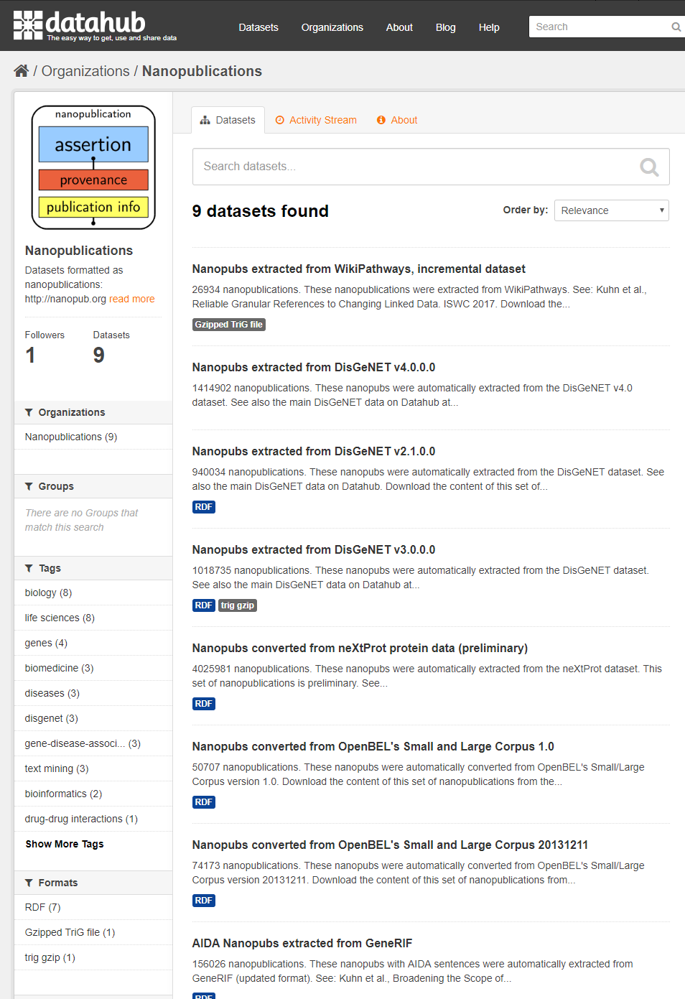 datahub
The easy way to get, use and share data
Datasets Organizations About Blog Help Search
/ Organizations / Nanopublications
nanopublication
assertion
provenance
publication info
Nanopublications
Datasets formatted as
nanopublications:
http://nanopub.org read more
Followers Datasets
1 9
Organizations
Nanopublications (9)
Groups
There are no Groups that
match this search
Tags
biology (8)
life sciences (8)
genes (4)
biomedicine (3)
diseases (3)
disgenet (3)
gene-disease-associ... (3)
text mining (3)
bioinformatics (2)
drug-drug interactions (1)
Show More Tags
Formats
RDF (7)
Gzipped TriG file (1)
trig gzip (1)
Datasets Activity Stream About
Search datasets...
9 datasets found Order by: Relevance
Nanopubs extracted from WikiPathways, incremental dataset
26934 nanopublications. These nanopublications were extracted from WikiPathways. See: Kuhn et al.,
Reliable Granular References to Changing Linked Data. ISWC 2017. Download the...
Gzipped TriG file
Nanopubs extracted from DisGeNET v4.0.0.0
1414902 nanopublications. These nanopubs were automatically extracted from the DisGeNET v4.0
dataset. See also the main DisGeNET data on Datahub at...
Nanopubs extracted from DisGeNET v2.1.0.0
940034 nanopublications. These nanopubs were automatically extracted from the DisGeNET dataset. See
also the main DisGeNET data on Datahub. Download the content of this set of...
RDF
Nanopubs extracted from DisGeNET v3.0.0.0
1018735 nanopublications. These nanopubs were automatically extracted from the DisGeNET dataset.
See also the main DisGeNET data on Datahub at...
RDF trig gzip
Nanopubs converted from neXtProt protein data (preliminary)
4025981 nanopublications. These nanopubs were automatically extracted from the neXtProt dataset. This
set of nanopublications is preliminary. See...
RDF
Nanopubs converted from OpenBEL's Small and Large Corpus 1.0
50707 nanopublications. These nanopubs were automatically converted from OpenBEL's Small/Large
Corpus version 1.0. Download the content of this set of nanopublications from the...
RDF
Nanopubs converted from OpenBEL's Small and Large Corpus 20131211
74173 nanopublications. These nanopubs were automatically converted from OpenBEL's Small/Large
Corpus version 20131211. Download the content of this set of nanopublications from...
RDF
AIDA Nanopubs extracted from GeneRIF
156026 nanopublications. These nanopubs with AIDA sentences were automatically extracted from
GeneRIF (updated format). See: Kuhn et al., Broadening the Scope of...
RDF